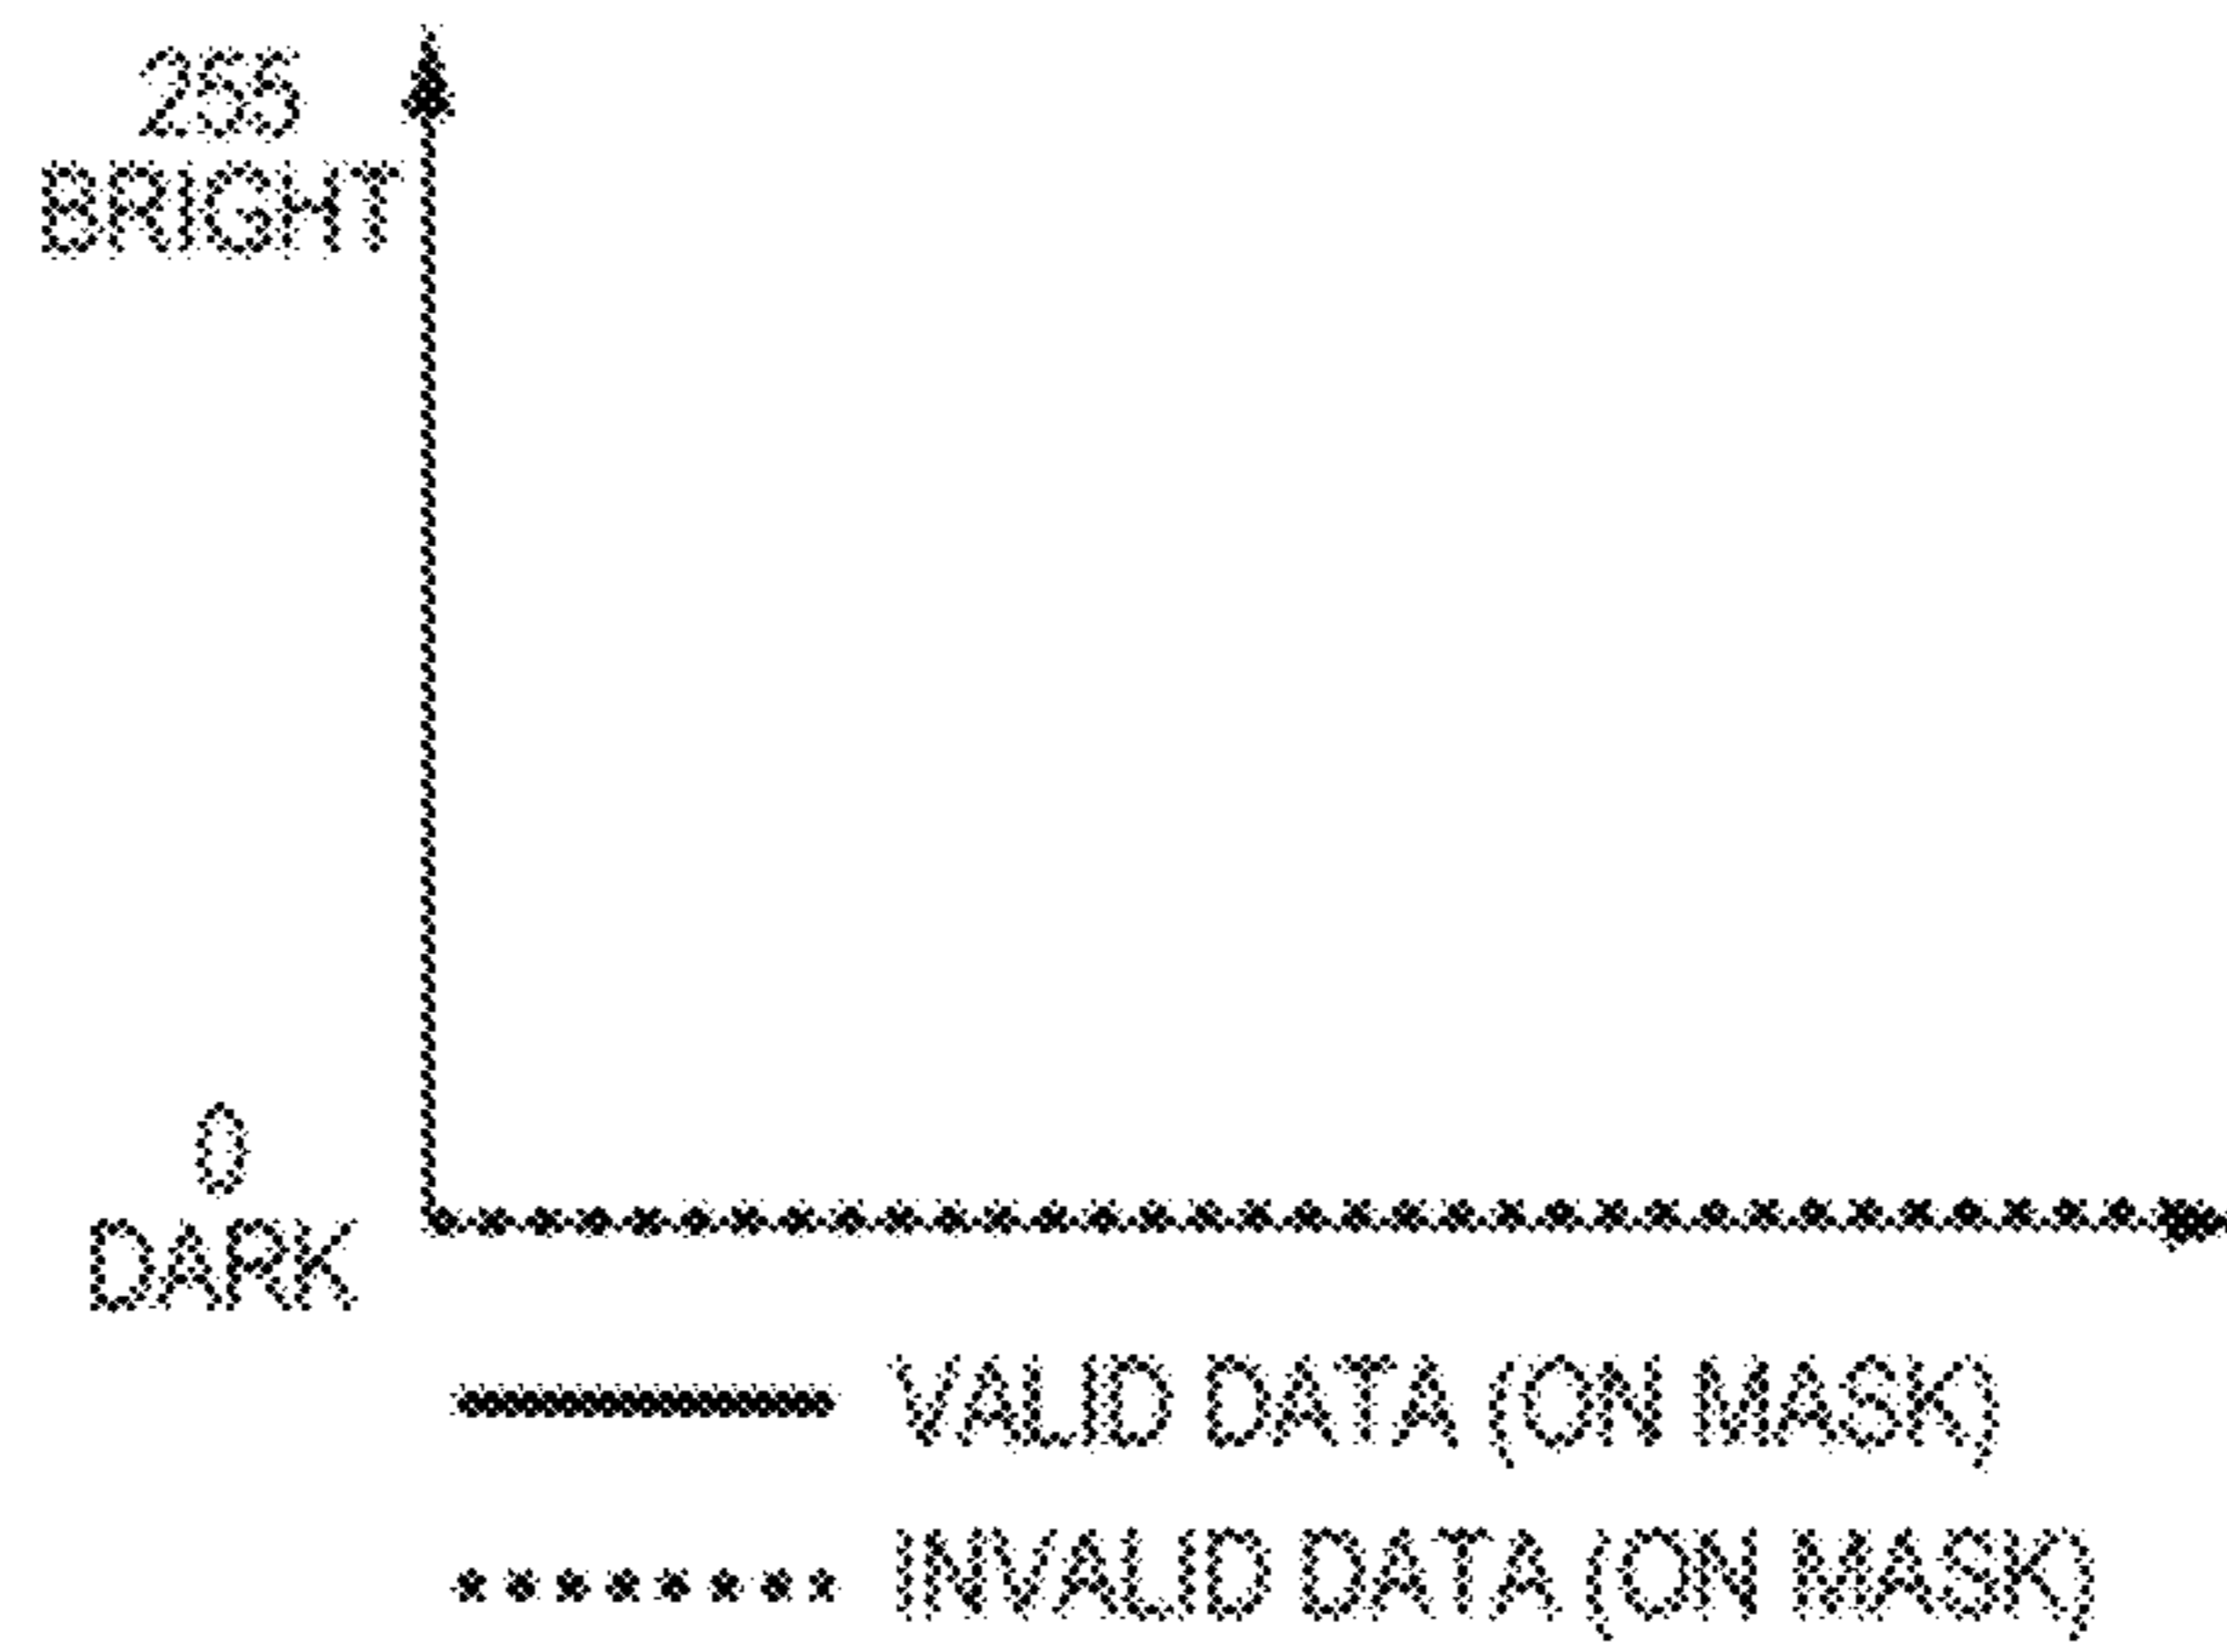 255
BRIGHT
0
DARK
VALID DATA (ON MASK)
INVALID DATA (ON MASK)